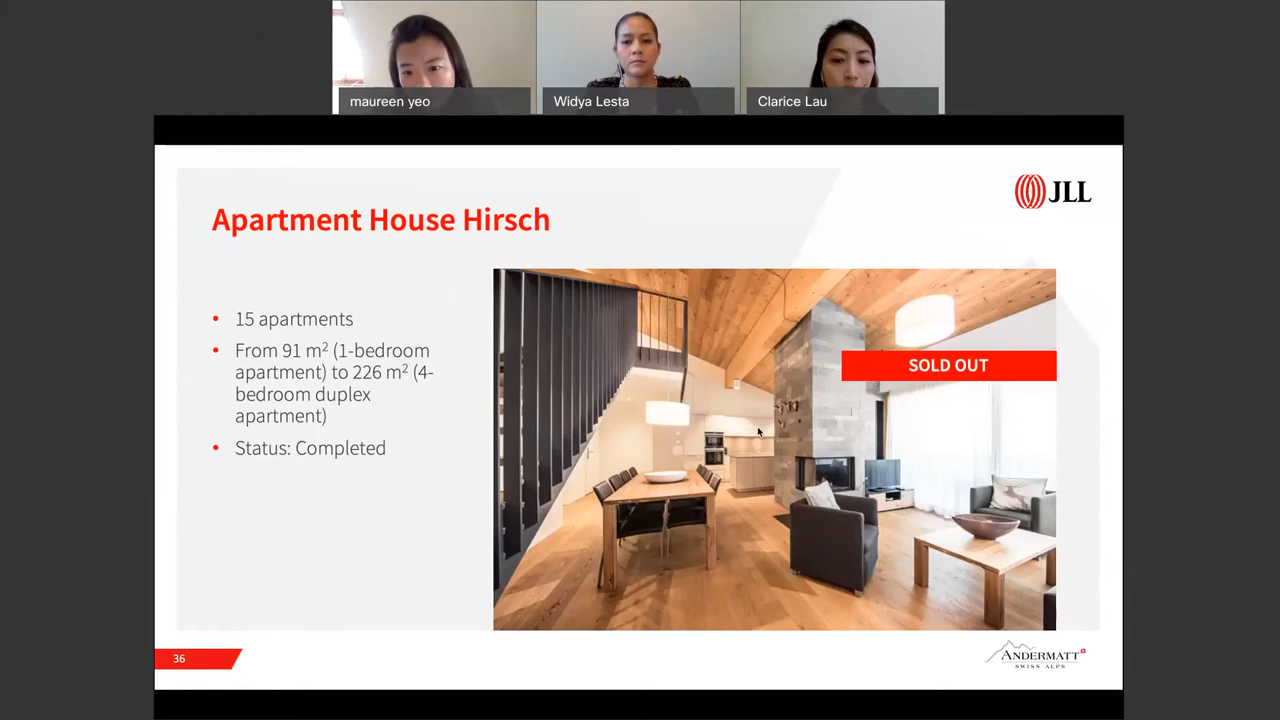 maureen yeo
Widya Lesta
Clarice Lau
JLL
Apartment House Hirsch
• 15 apartments
• From 91 m² (1-bedroom
apartment) to 226 m² (4-
bedroom duplex
apartment)
• Status: Completed
SOLD OUT
36
ANDERMATT
SWISS ALPS